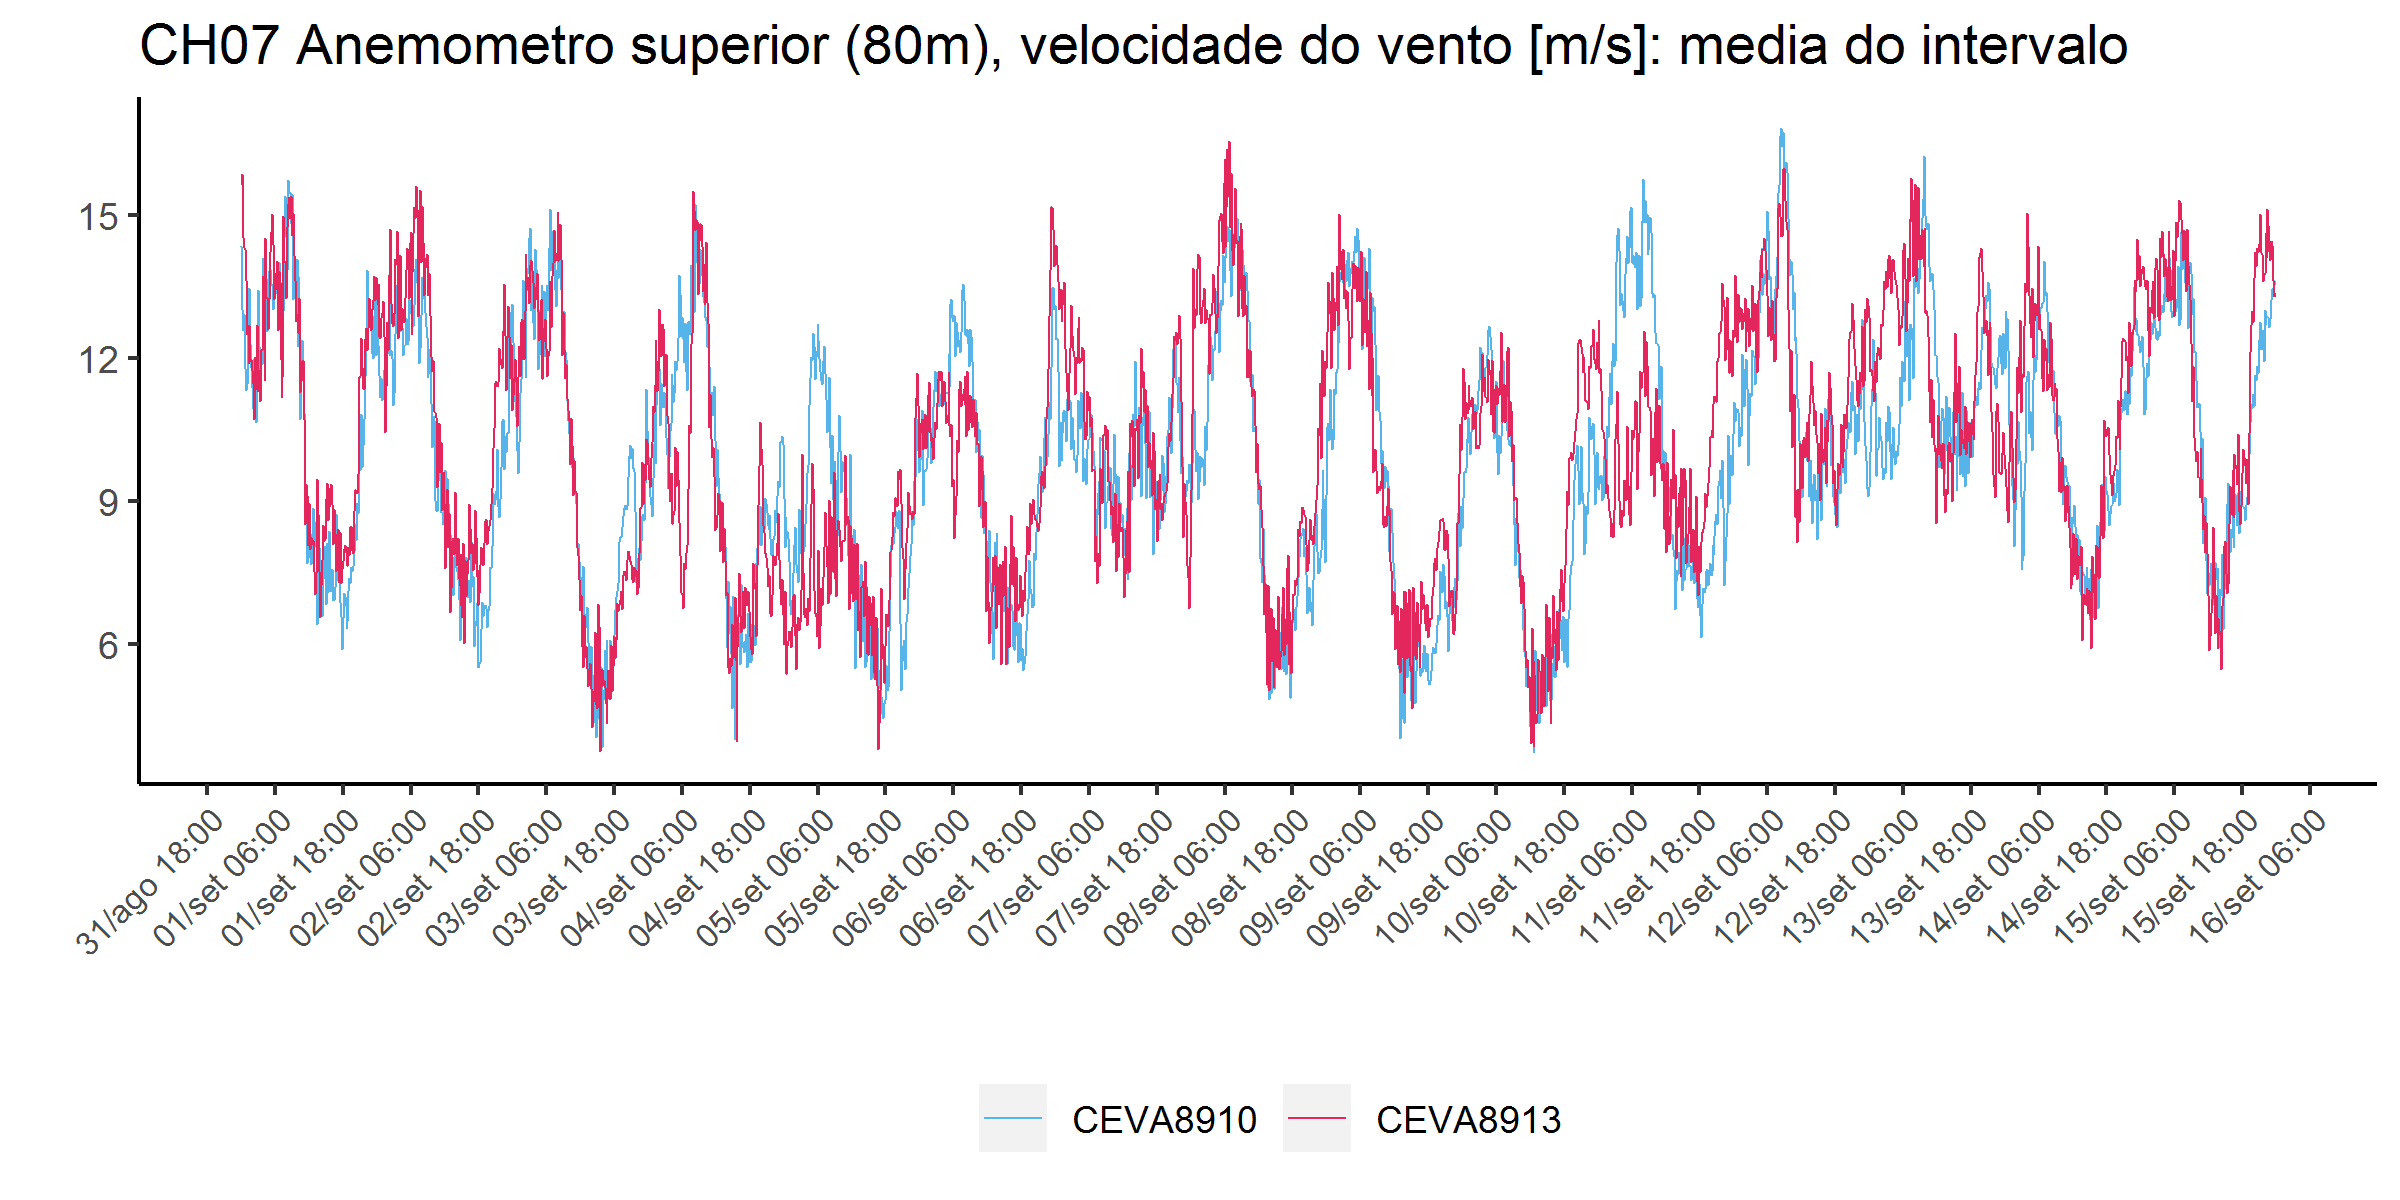 CH07 Anemometro superior (80m), velocidade do vento [m/s]: media do intervalo
15
12
9
6
31/ago 18:00
01/set 06:00
01/set 18:00
02/set 06:00
02/set 18:00
03/set 06:00
03/set 18:00
04/set 06:00
04/set 18:00
05/set 06:00
05/set 18:00
06/set 06:00
06/set 18:00
07/set 06:00
07/set 18:00
08/set 06:00
08/set 18:00
09/set 06:00
09/set 18:00
10/set 06:00
10/set 18:00
11/set 06:00
11/set 18:00
12/set 06:00
12/set 18:00
13/set 06:00
13/set 18:00
14/set 06:00
14/set 18:00
15/set 06:00
15/set 18:00
16/set 06:00
CEVA8910
CEVA8913